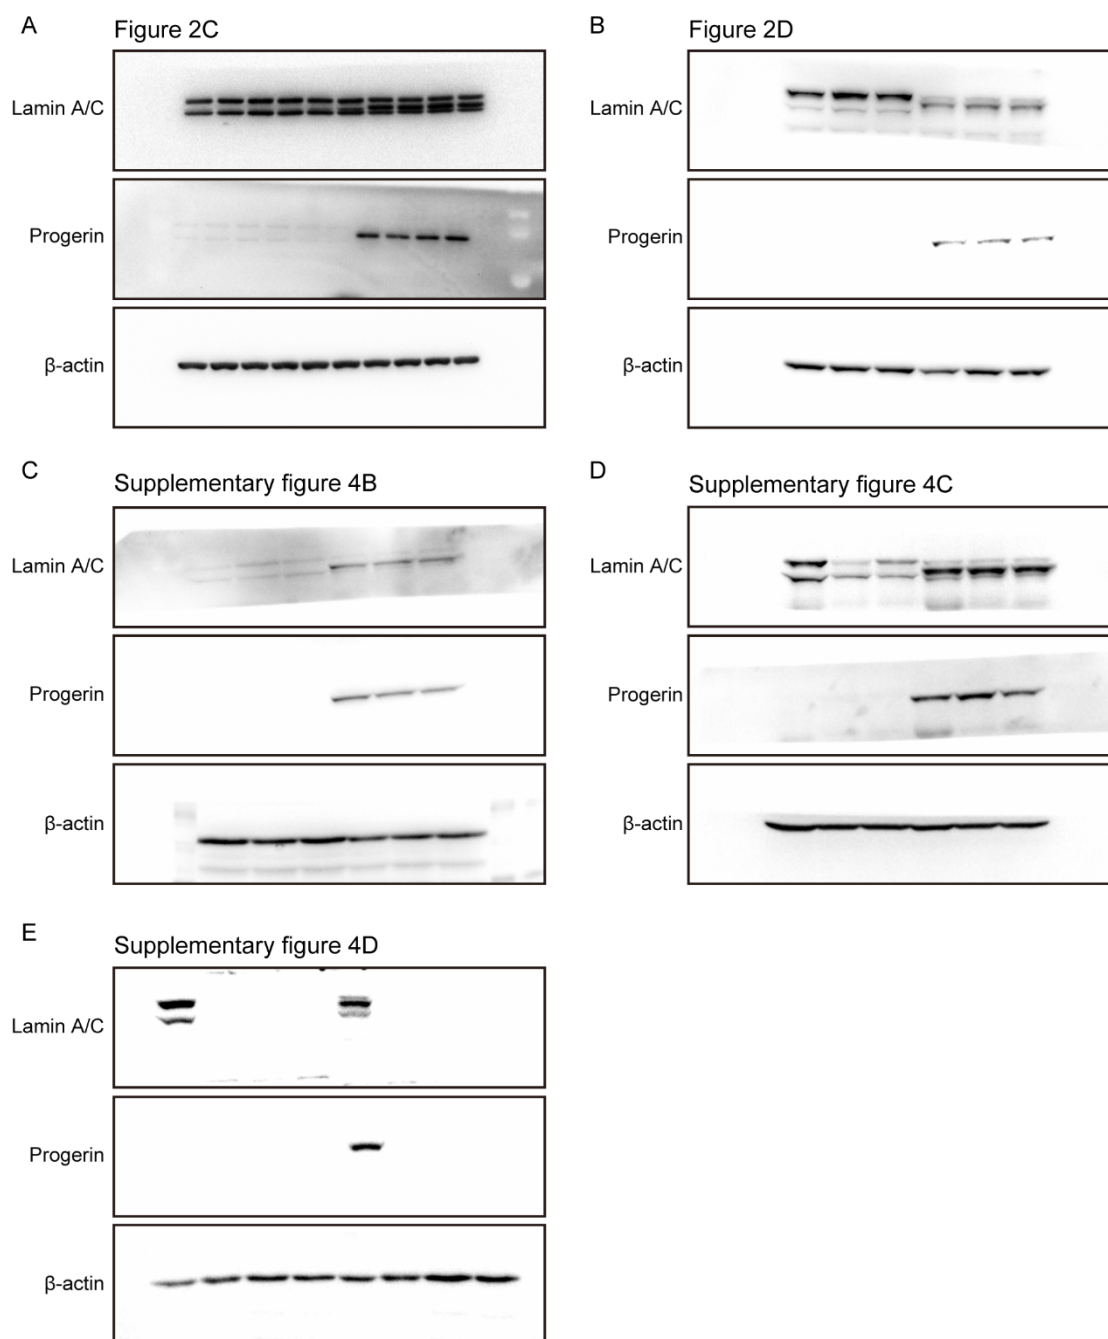 A
Figure 2C
Lamin A/C
Progerin
β-actin
B
Figure 2D
Lamin A/C
Progerin
β-actin
C
Supplementary figure 4B
Lamin A/C
Progerin
β-actin
D
Supplementary figure 4C
Lamin A/C
Progerin
β-actin
E
Supplementary figure 4D
Lamin A/C
Progerin
β-actin